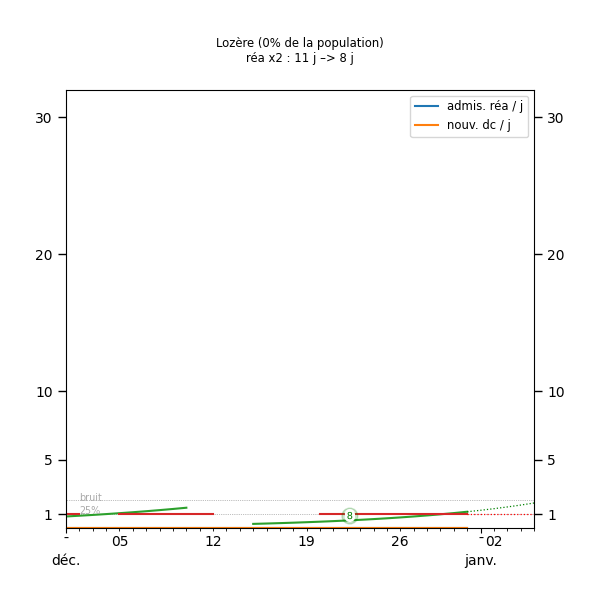 Lozère (0% de la population)
réa x2 : 11 j –> 8 j
admis. réa / j
nouv. dc / j
30 30
20 20
10 10
5 5
bruit
25%
1 8 1
- 05 12 19 26 - 02
déc. janv.